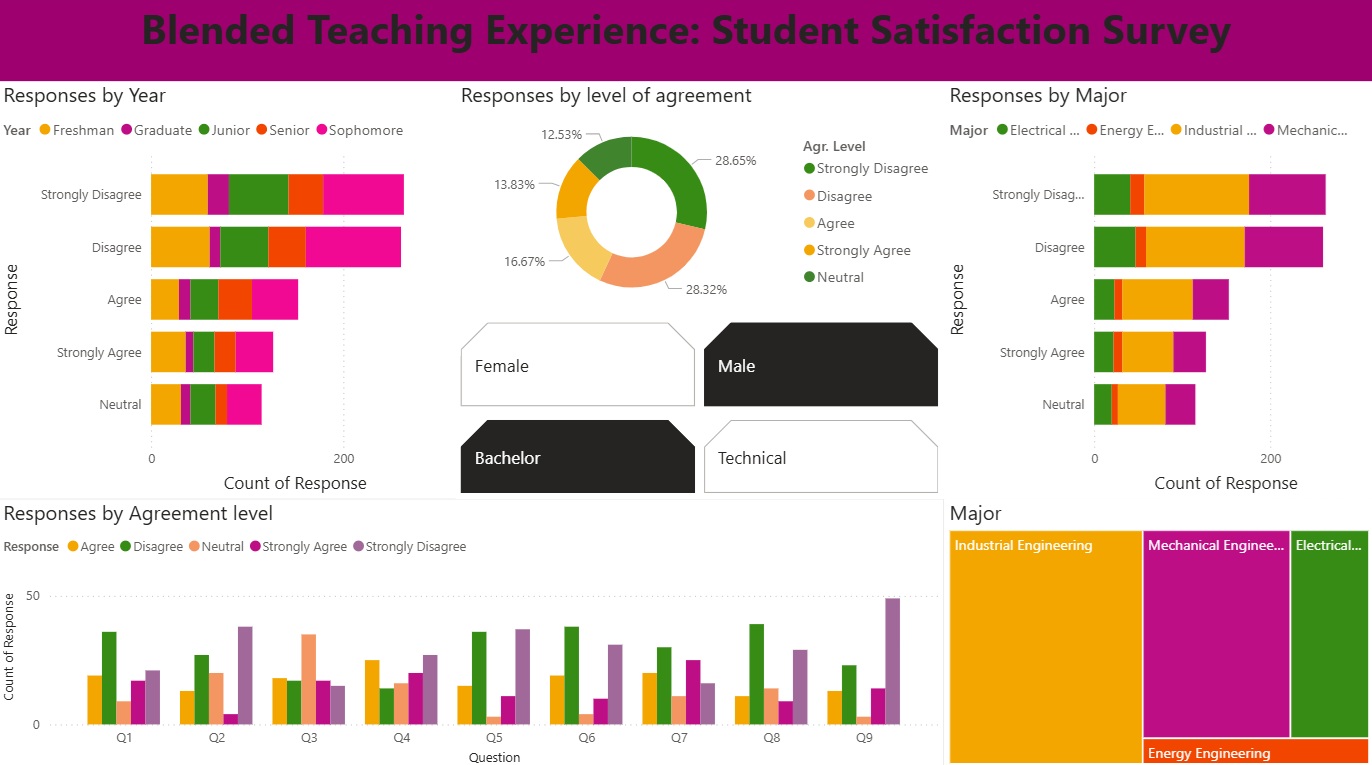 Blended Teaching Experience: Student Satisfaction Survey
Responses by Year
Year Freshman Graduate Junior Senior Sophomore
Response
Strongly Disagree
Disagree
Agree
Strongly Agree
Neutral
0 200
Count of Response
Responses by level of agreement
12.53%
28.65%
13.83%
16.67%
28.32%
Agr. Level
Strongly Disagree
Disagree
Agree
Strongly Agree
Neutral
Female
Male
Bachelor
Technical
Responses by Major
Major Electrical ... Energy E... Industrial ... Mechanic...
Response
Strongly Disag...
Disagree
Agree
Strongly Agree
Neutral
0 200
Count of Response
Responses by Agreement level
Response Agree Disagree Neutral Strongly Agree Strongly Disagree
Count of Response
50
0
Q1 Q2 Q3 Q4 Q5 Q6 Q7 Q8 Q9
Question
Major
Industrial Engineering
Mechanical Enginee...
Electrical...
Energy Engineering